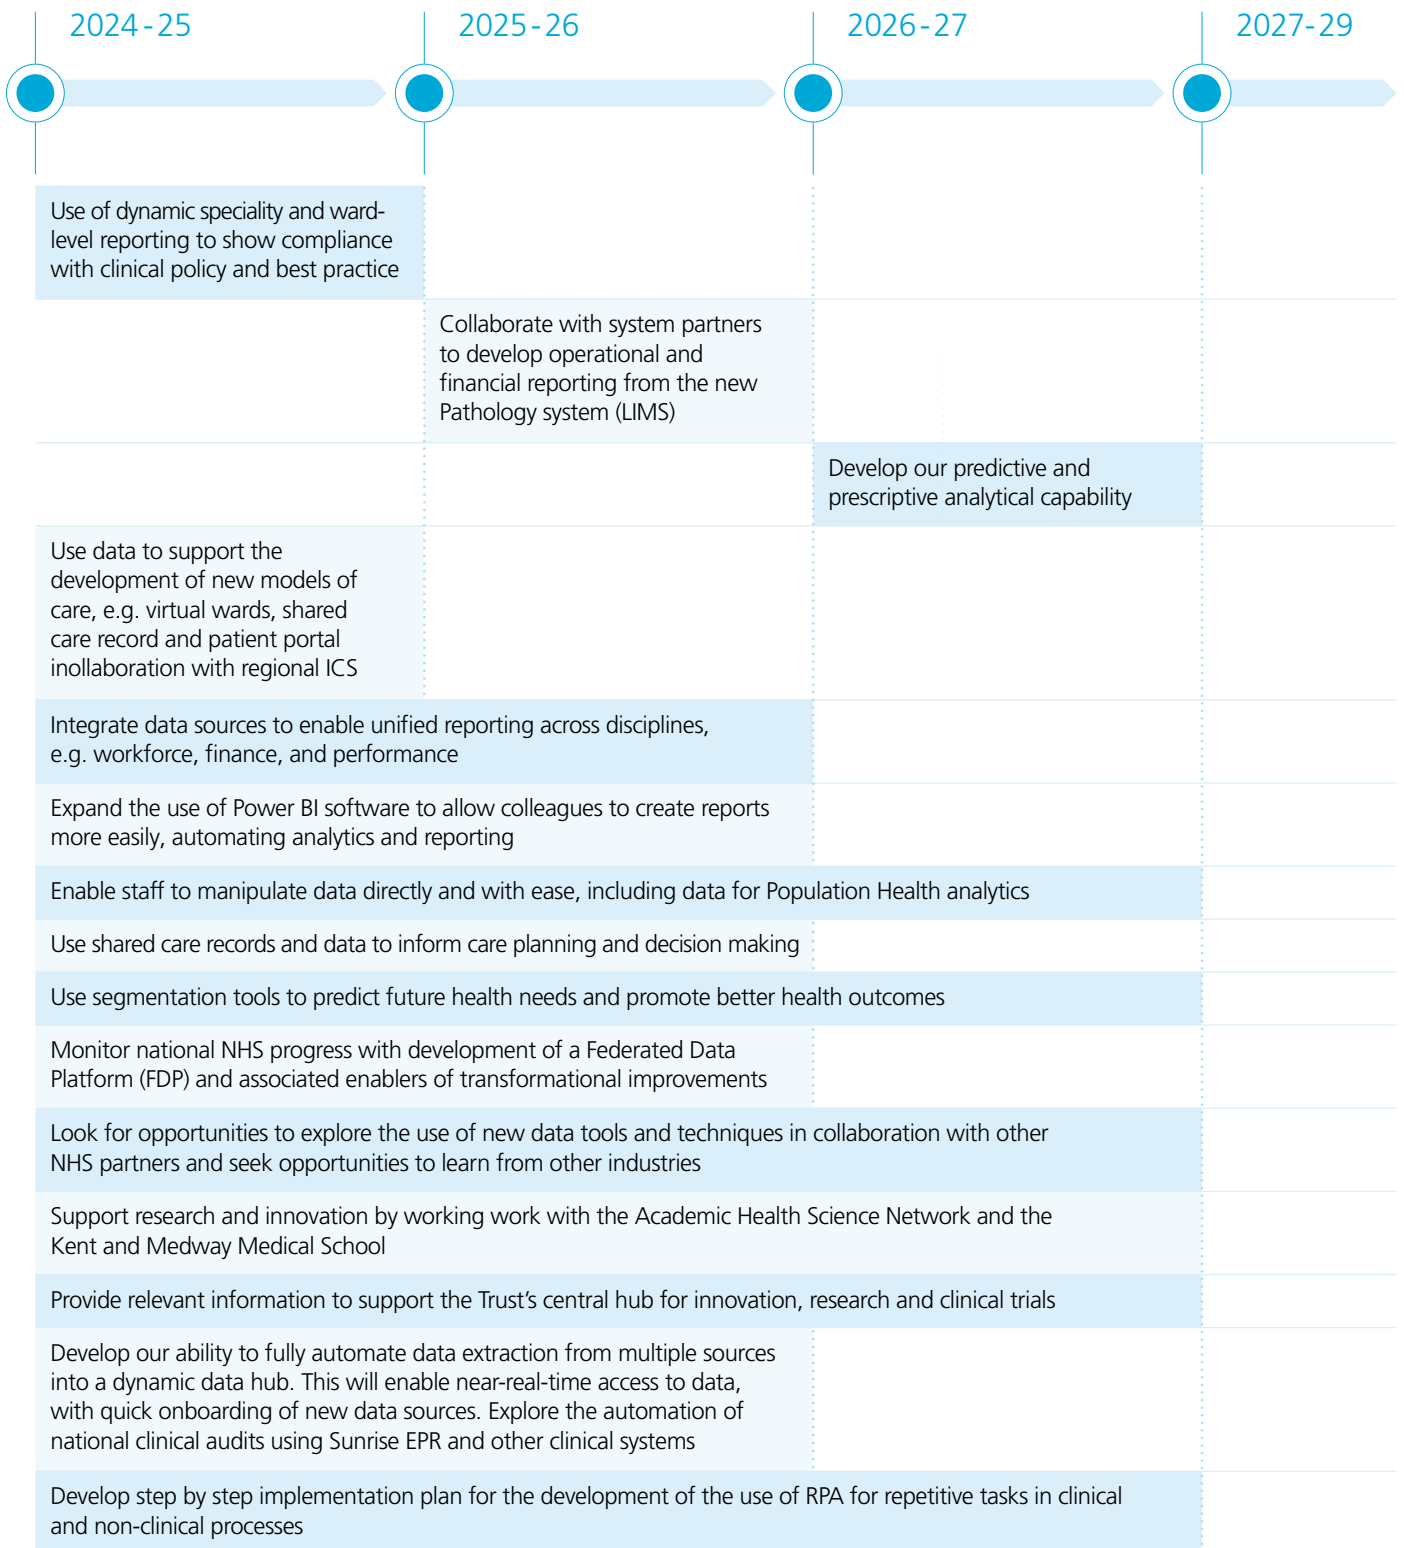 2024-25
2025-26
2026-27
2027-29
Use of dynamic speciality and ward-
level reporting to show compliance
with clinical policy and best practice
Collaborate with system partners
to develop operational and
financial reporting from the new
Pathology system (LIMS)
Develop our predictive and
prescriptive analytical capability
Use data to support the
development of new models of
care, e.g. virtual wards, shared
care record and patient portal
inollaboration with regional ICS
Integrate data sources to enable unified reporting across disciplines,
e.g. workforce, finance, and performance
Expand the use of Power BI software to allow colleagues to create reports
more easily, automating analytics and reporting
Enable staff to manipulate data directly and with ease, including data for Population Health analytics
Use shared care records and data to inform care planning and decision making
Use segmentation tools to predict future health needs and promote better health outcomes
Monitor national NHS progress with development of a Federated Data
Platform (FDP) and associated enablers of transformational improvements
Look for opportunities to explore the use of new data tools and techniques in collaboration with other
NHS partners and seek opportunities to learn from other industries
Support research and innovation by working work with the Academic Health Science Network and the
Kent and Medway Medical School
Provide relevant information to support the Trust's central hub for innovation, research and clinical trials
Develop our ability to fully automate data extraction from multiple sources
into a dynamic data hub. This will enable near-real-time access to data,
with quick onboarding of new data sources. Explore the automation of
national clinical audits using Sunrise EPR and other clinical systems
Develop step by step implementation plan for the development of the use of RPA for repetitive tasks in clinical
and non-clinical processes